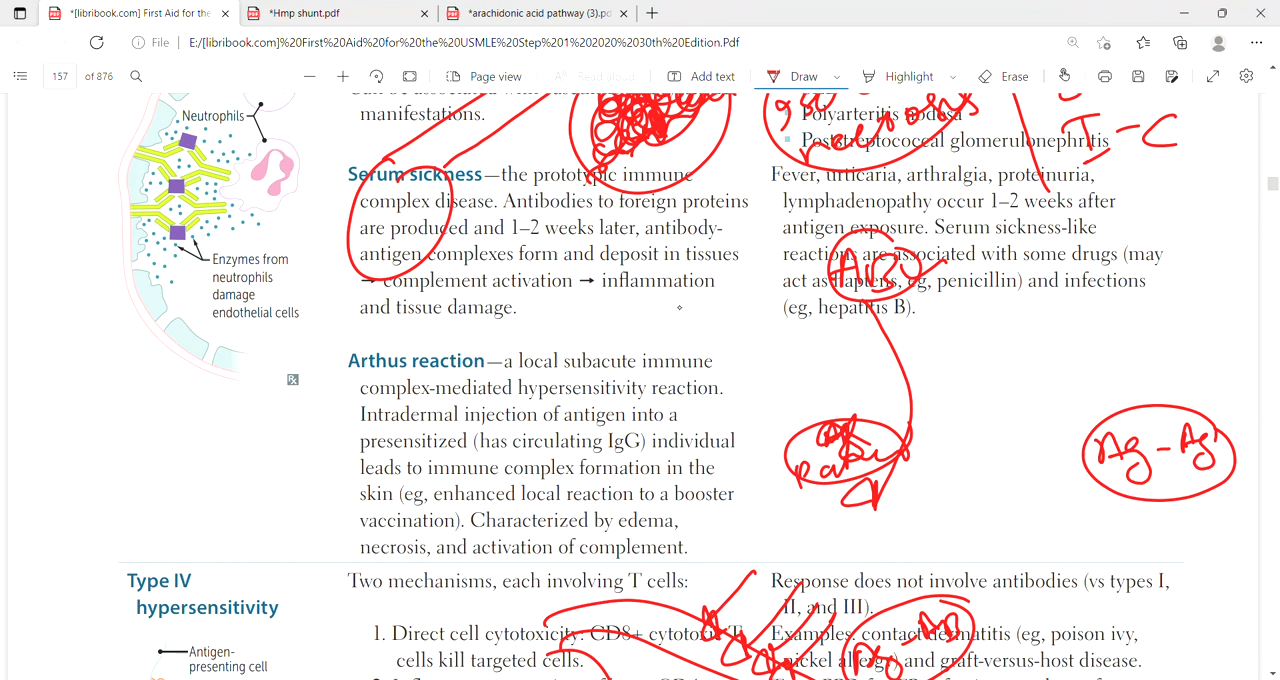 *[libribook.com] First Aid for the
*Hmp shunt.pdf
*arachidonic acid pathway (3).pd
File
E:/[libribook.com]%20First%20Aid%20for%20the%20USMLE%20Step%201%202020%2030th%20Edition.Pdf
157 of 876
Page view
Read aloud
Add text
Draw
Highlight
Erase
manifestations.
Neutrophils
Enzymes from
neutrophils
damage
endothelial cells
Serum sickness—the prototypic immune
complex disease. Antibodies to foreign proteins
are produced and 1–2 weeks later, antibody-
antigen complexes form and deposit in tissues
→ complement activation → inflammation
and tissue damage.
Arthus reaction—a local subacute immune
complex-mediated hypersensitivity reaction.
Intradermal injection of antigen into a
presensitized (has circulating IgG) individual
leads to immune complex formation in the
skin (eg, enhanced local reaction to a booster
vaccination). Characterized by edema,
necrosis, and activation of complement.
Polyarteritis nodosa
Poststreptococcal glomerulonephritis
I-C
Fever, urticaria, arthralgia, proteinuria,
lymphadenopathy occur 1–2 weeks after
antigen exposure. Serum sickness-like
reactions are associated with some drugs (may
act as haptens, eg, penicillin) and infections
(eg, hepatitis B).
Ag - Ag
Type IV
hypersensitivity
Antigen-
presenting cell
Two mechanisms, each involving T cells:
1. Direct cell cytotoxicity: CD8+ cytotoxic T
cells kill targeted cells.
Response does not involve antibodies (vs types I,
II, and III).
Examples: contact dermatitis (eg, poison ivy,
nickel allergy) and graft-versus-host disease.